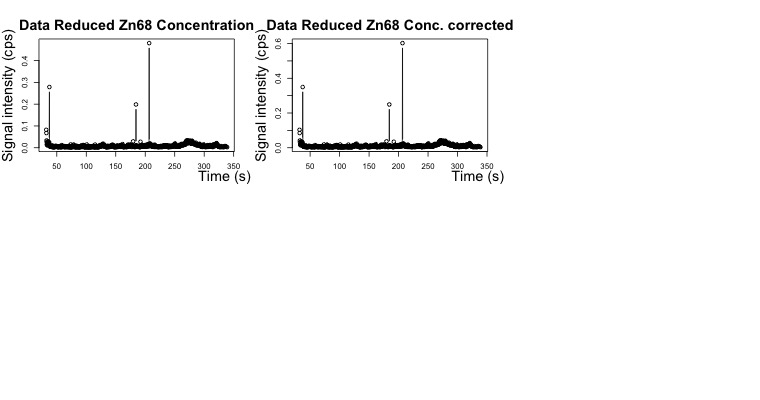 Data Reduced Zn68 Concentration
Signal intensity (cps)
0.0 0.1 0.2 0.3 0.4
50 100 150 200 250 300 350
Time (s)
Data Reduced Zn68 Conc. corrected
Signal intensity (cps)
0.0 0.2 0.4 0.6
50 100 150 200 250 300 350
Time (s)